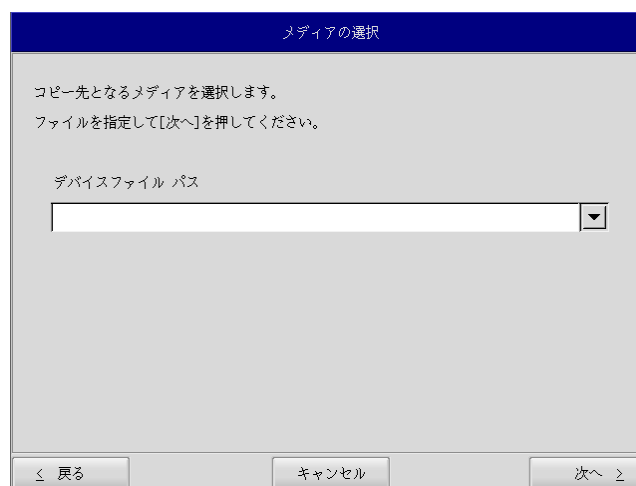 メディアの選択
コピー先となるメディアを選択します。
ファイルを指定して[次へ]を押してください。
デバイスファイル パス
< 戻る
キャンセル
次へ >